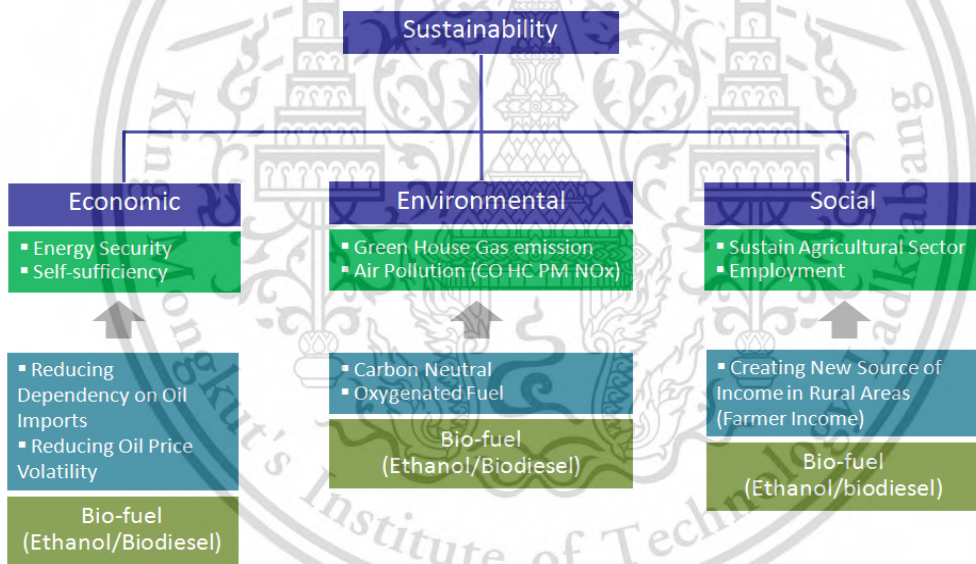 Sustainability
Economic
▪ Energy Security
▪ Self-sufficiency
▪ Reducing
Dependency on Oil
Imports
▪ Reducing Oil Price
Volatility
Bio-fuel
(Ethanol/Biodiesel)
Environmental
▪ Green House Gas emission
▪ Air Pollution (CO HC PM NOx)
▪ Carbon Neutral
▪ Oxygenated Fuel
Bio-fuel
(Ethanol/Biodiesel)
Social
▪ Sustain Agricultural Sector
▪ Employment
▪ Creating New Source of
Income in Rural Areas
(Farmer Income)
Bio-fuel
(Ethanol/biodiesel)
King Mongkut's Institute of Technology Ladkrabang